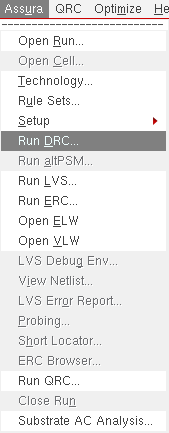 Assura QRC Optimize He
Open Run...
Open Cell...
Technology...
Rule Sets...
Setup
Run DRC...
Run altPSM...
Run LVS...
Run ERC...
Open ELW
Open VLW
LVS Debug Env...
View Netlist...
LVS Error Report...
Probing...
Short Locator...
ERC Browser...
Run QRC...
Close Run
Substrate AC Analysis...